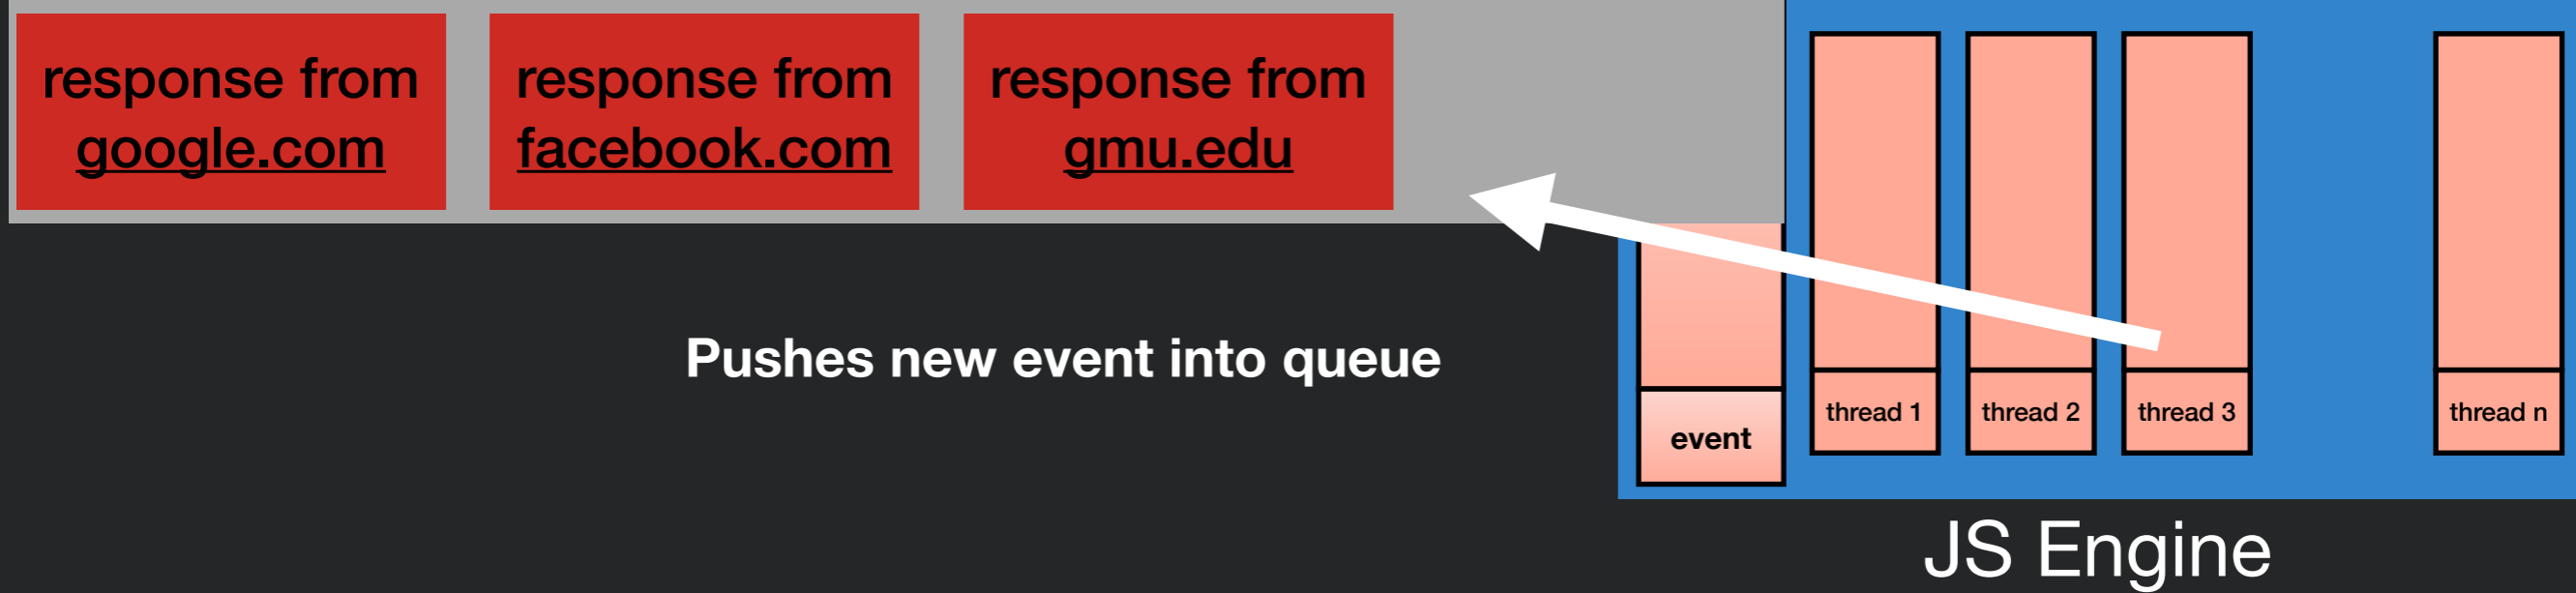 response from
google.com
response from
facebook.com
response from
gmu.edu
Pushes new event into queue
event
thread 1
thread 2
thread 3
thread n
JS Engine